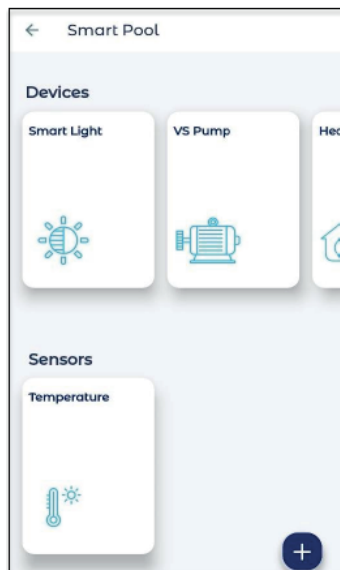 Smart Pool
Devices
Smart Light
VS Pump
Sensors
Temperature